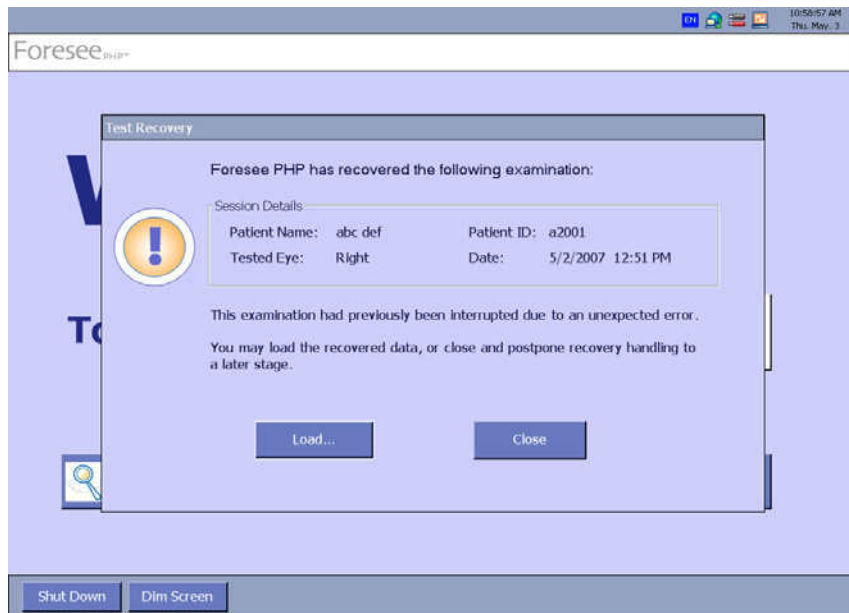 EN
10:58:57 AM
Thu. May. 3
Foresee PHP™
Test Recovery
Foresee PHP has recovered the following examination:
Session Details
Patient Name: abc def Patient ID: a2001
Tested Eye: Right Date: 5/2/2007 12:51 PM
This examination had previously been interrupted due to an unexpected error.
To
You may load the recovered data, or close and postpone recovery handling to
a later stage.
Load... Close
Shut Down Dim Screen